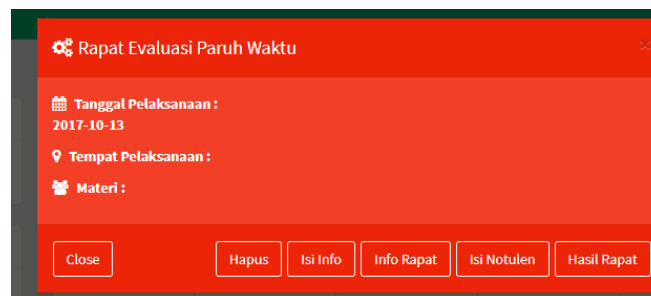 Rapat Evaluasi Paruh Waktu
×
Tanggal Pelaksanaan :
2017-10-13
Tempat Pelaksanaan :
Materi :
Close Hapus Isi Info Info Rapat Isi Notulen Hasil Rapat